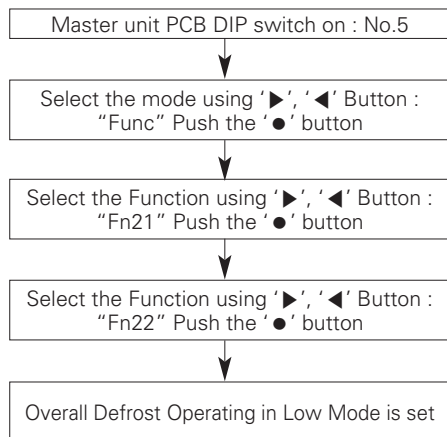 Master unit PCB DIP switch on : No.5
Select the mode using ‘▶’, ‘◀’ Button :
“Func” Push the ‘●’ button
Select the Function using ‘▶’, ‘◀’ Button :
“Fn21” Push the ‘●’ button
Select the Function using ‘▶’, ‘◀’ Button :
“Fn22” Push the ‘●’ button
Overall Defrost Operating in Low Mode is set